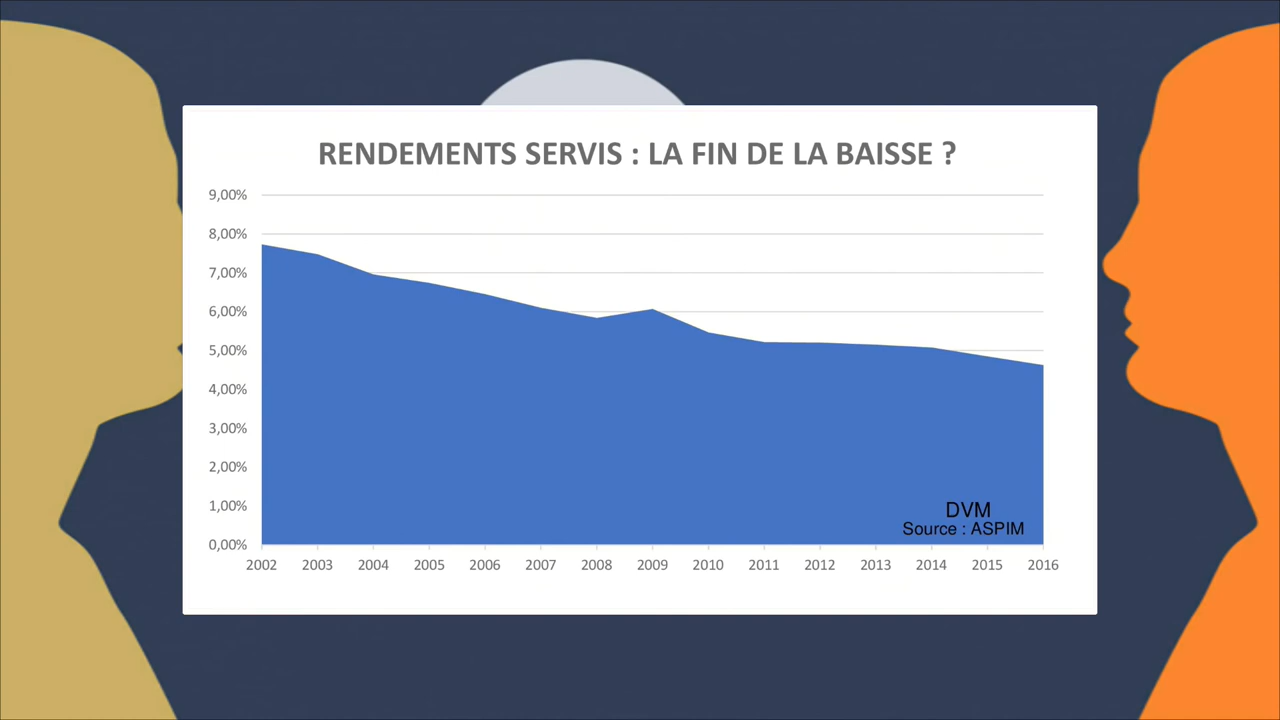 RENDEMENTS SERVIS : LA FIN DE LA BAISSE ?
9,00%
8,00%
7,00%
6,00%
5,00%
4,00%
3,00%
2,00%
1,00%
0,00%
DVM
Source : ASPIM
2002 2003 2004 2005 2006 2007 2008 2009 2010 2011 2012 2013 2014 2015 2016